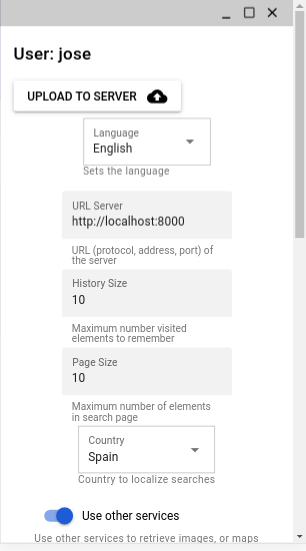 User: jose
UPLOAD TO SERVER
Language
English
Sets the language
URL Server
http://localhost:8000
URL (protocol, address, port) of
the server
History Size
10
Maximum number visited
elements to remember
Page Size
10
Maximum number of elements
in search page
Country
Spain
Country to localize searches
Use other services
Use other services to retrieve images, or maps